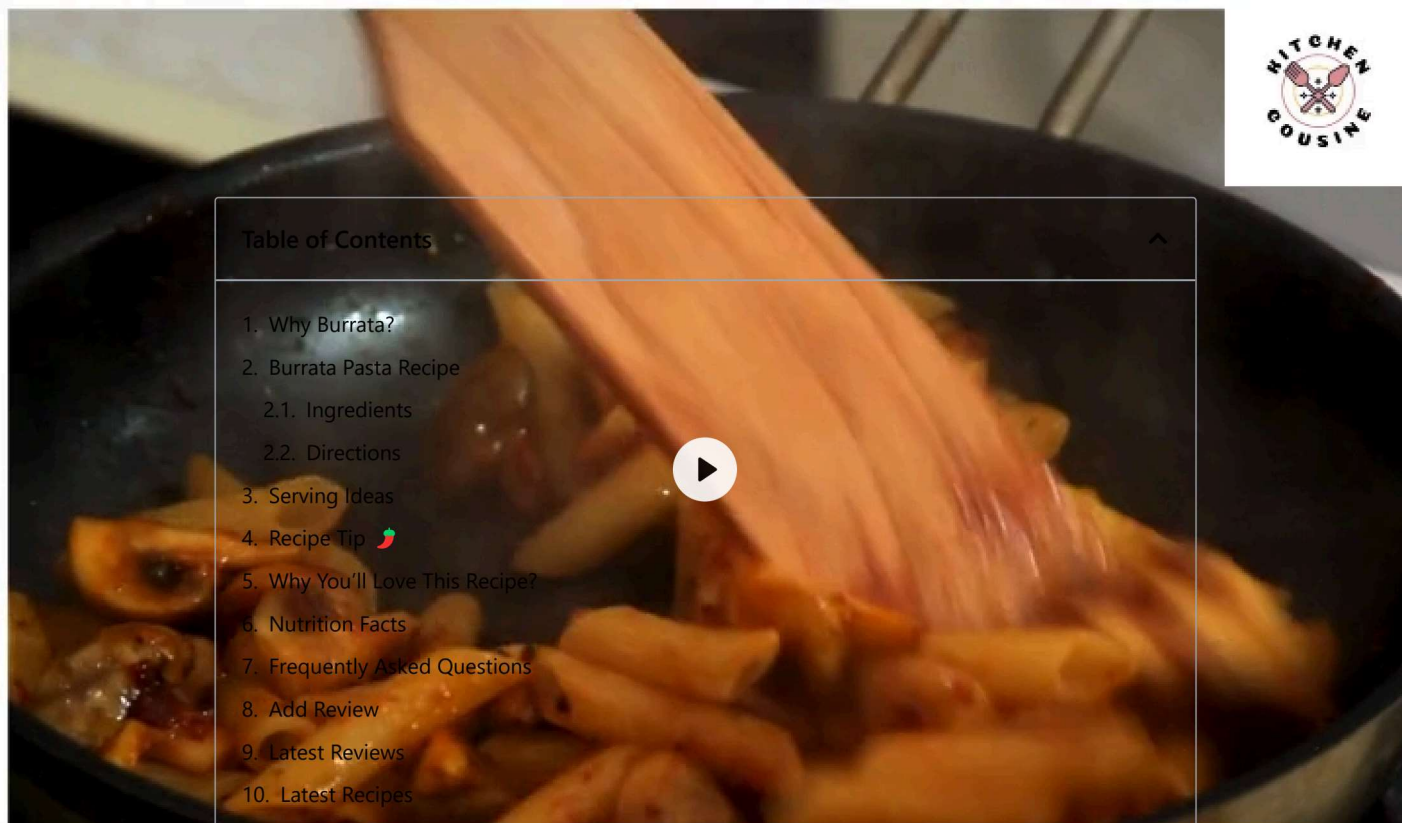 KITCHEN
COUSINE
Table of Contents
1. Why Burrata?
2. Burrata Pasta Recipe
2.1. Ingredients
2.2. Directions
3. Serving Ideas
4. Recipe Tip 🌶
5. Why You’ll Love This Recipe?
6. Nutrition Facts
7. Frequently Asked Questions
8. Add Review
9. Latest Reviews
10. Latest Recipes